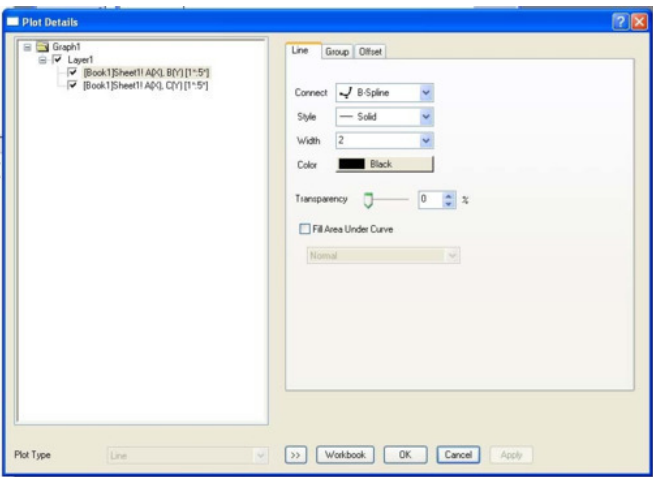 Plot Details
Graph1
Layer1
[Book1]Sheet1! A(X), B(Y) [1*:5*]
[Book1]Sheet1! A(X), C(Y) [1*:5*]
Line Group Offset
Connect B-Spline
Style Solid
Width 2
Color Black
Transparency 0 %
Fill Area Under Curve
Normal
Plot Type Line >> Workbook OK Cancel Apply